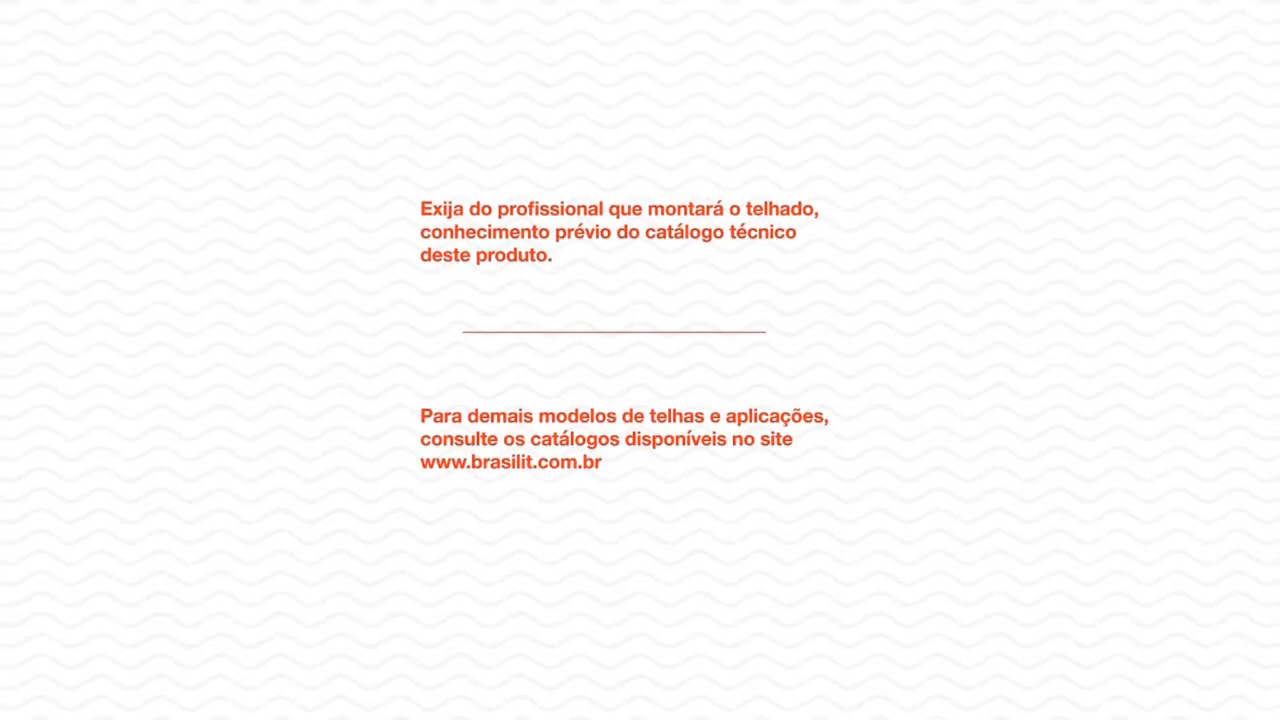 Exija do profissional que montará o telhado,
conhecimento prévio do catálogo técnico
deste produto.
Para demais modelos de telhas e aplicações,
consulte os catálogos disponíveis no site
www.brasilit.com.br